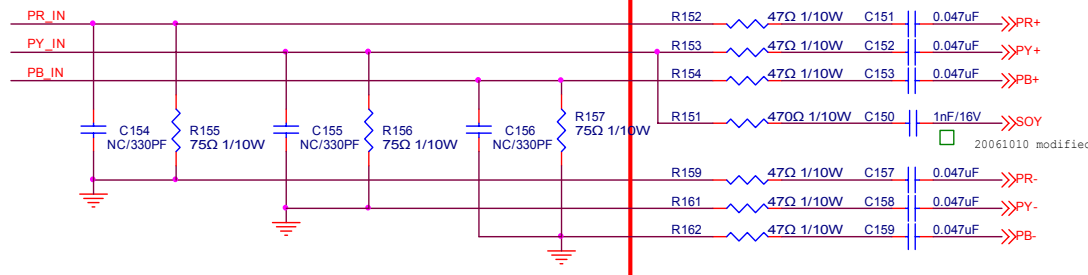 PR_IN R152 47Ω 1/10W C151 0.047uF PR+
PY_IN R153 47Ω 1/10W C152 0.047uF PY+
PB_IN R154 47Ω 1/10W C153 0.047uF PB+
R151 470Ω 1/10W C150 1nF/16V SOY
20061010 modified
C154
NC/330PF
R155
75Ω 1/10W
C155
NC/330PF
R156
75Ω 1/10W
C156
NC/330PF
R157
75Ω 1/10W
R159 47Ω 1/10W C157 0.047uF PR-
R161 47Ω 1/10W C158 0.047uF PY-
R162 47Ω 1/10W C159 0.047uF PB-